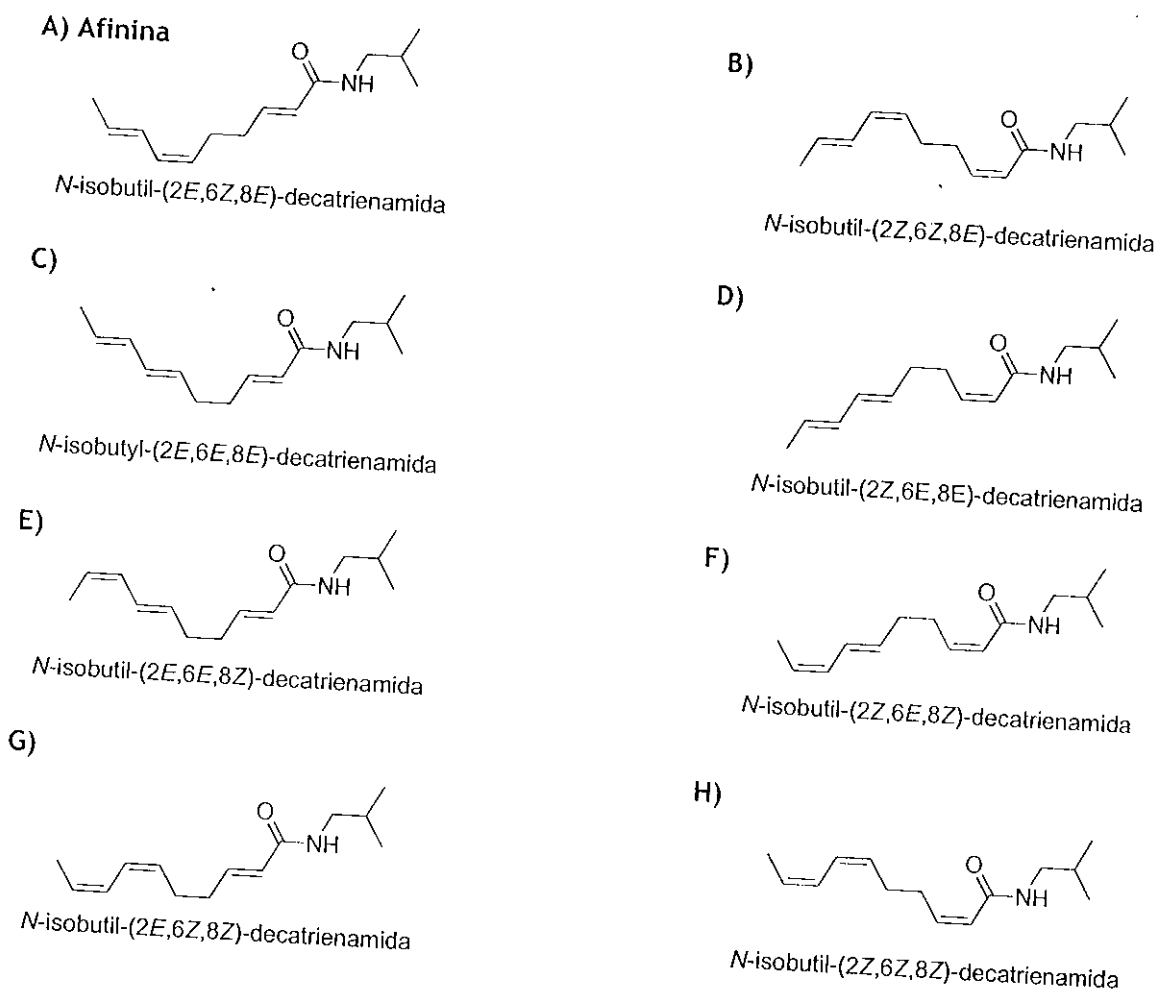 A) Afinina
O
NH
N-isobutil-(2E,6Z,8E)-decatrienamida
B)
O
NH
N-isobutil-(2Z,6Z,8E)-decatrienamida
C)
O
NH
N-isobutyl-(2E,6E,8E)-decatrienamida
D)
O
NH
N-isobutil-(2Z,6E,8E)-decatrienamida
E)
O
NH
N-isobutil-(2E,6E,8Z)-decatrienamida
F)
O
NH
N-isobutil-(2Z,6E,8Z)-decatrienamida
G)
O
NH
N-isobutil-(2E,6Z,8Z)-decatrienamida
H)
O
NH
N-isobutil-(2Z,6Z,8Z)-decatrienamida